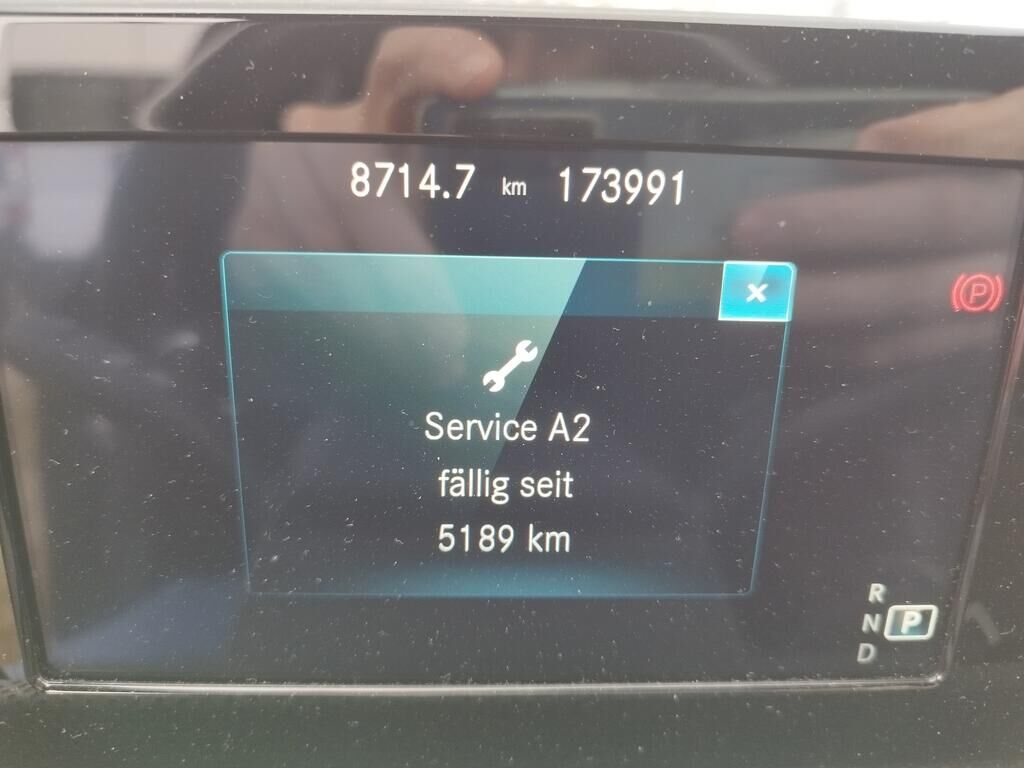 8714.7 km 173991
Service A2
fällig seit
5189 km
P
R
N P
D